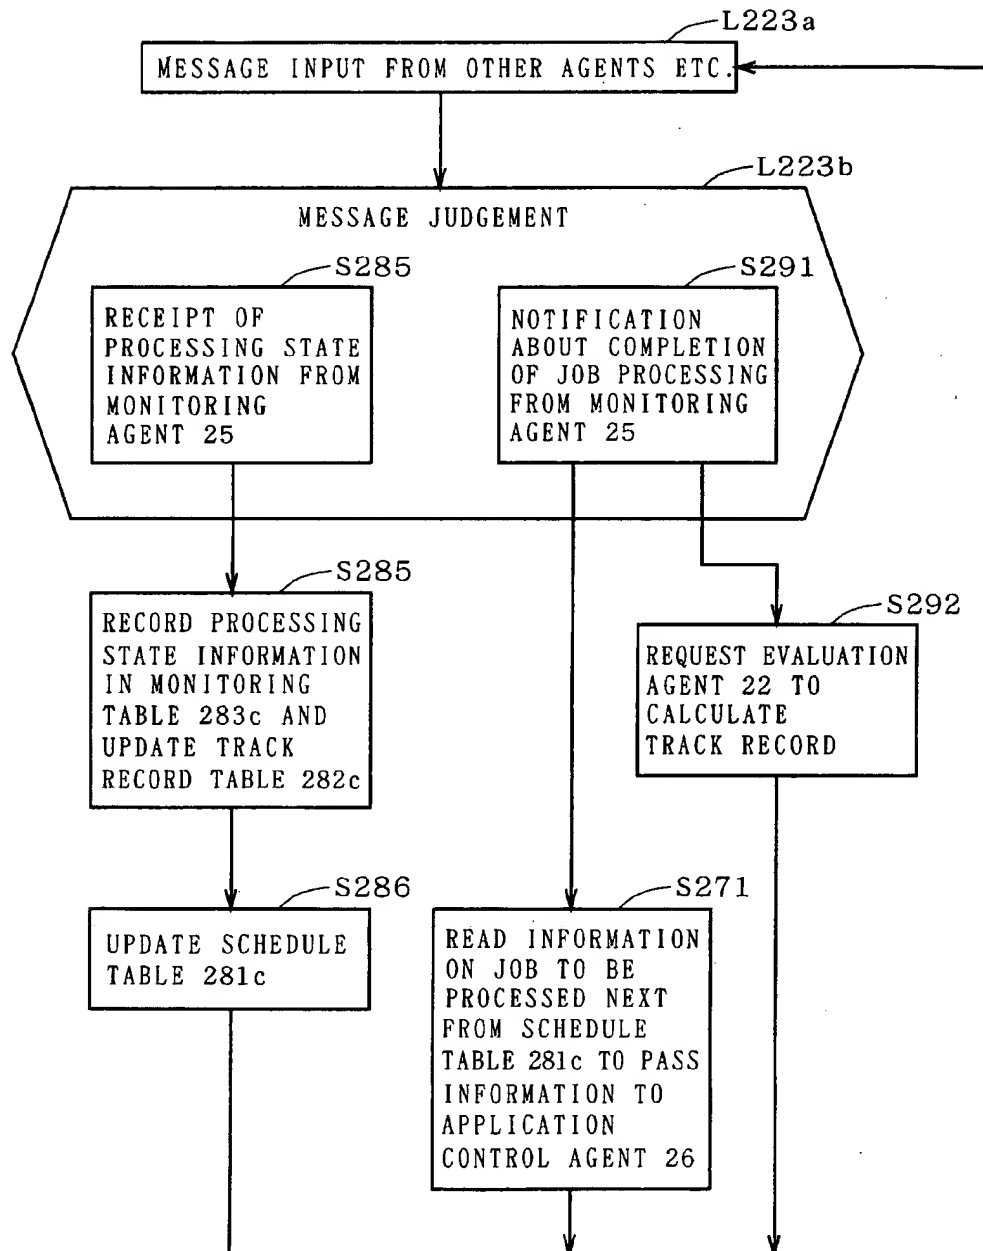 L223a
MESSAGE INPUT FROM OTHER AGENTS ETC.
L223b
MESSAGE JUDGEMENT
S285
RECEIPT OF
PROCESSING STATE
INFORMATION FROM
MONITORING
AGENT 25
S291
NOTIFICATION
ABOUT COMPLETION
OF JOB PROCESSING
FROM MONITORING
AGENT 25
S285
RECORD PROCESSING
STATE INFORMATION
IN MONITORING
TABLE 283c AND
UPDATE TRACK
RECORD TABLE 282c
S292
REQUEST EVALUATION
AGENT 22 TO
CALCULATE
TRACK RECORD
S286
UPDATE SCHEDULE
TABLE 281c
S271
READ INFORMATION
ON JOB TO BE
PROCESSED NEXT
FROM SCHEDULE
TABLE 281c TO PASS
INFORMATION TO
APPLICATION
CONTROL AGENT 26